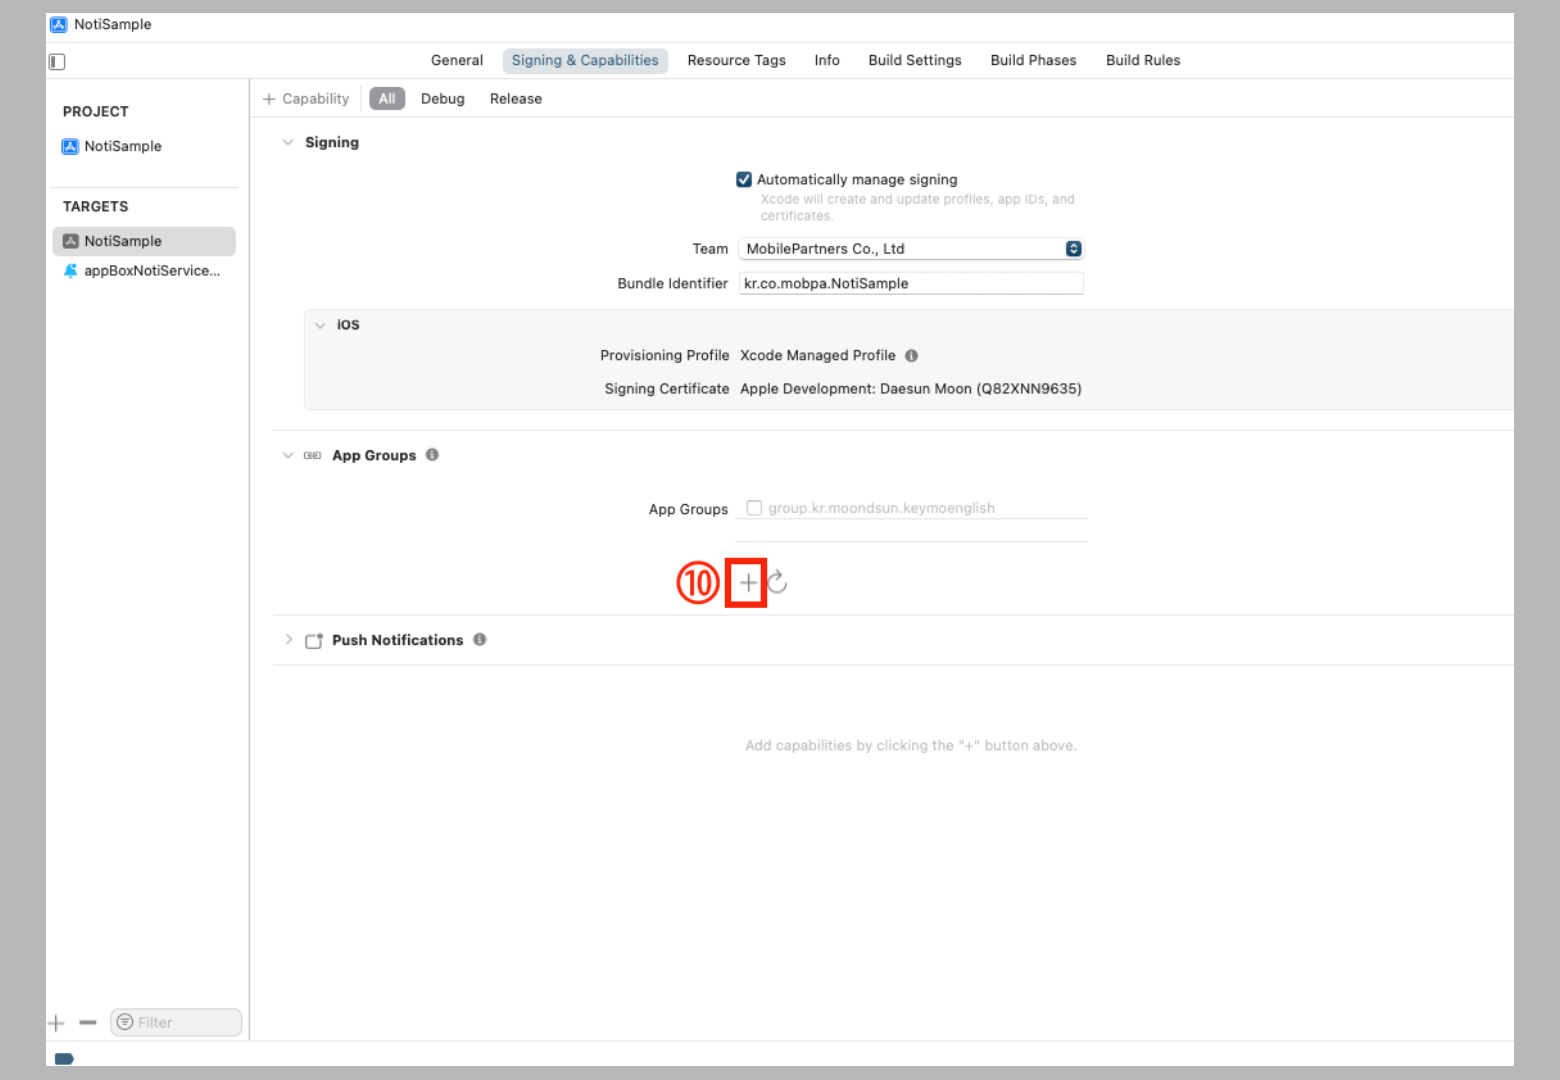 NotiSample
General Signing & Capabilities Resource Tags Info Build Settings Build Phases Build Rules
+ Capability All Debug Release
PROJECT
NotiSample
TARGETS
NotiSample
appBoxNotiService...
Signing
Automatically manage signing
Xcode will create and update profiles, app IDs, and
certificates.
Team MobilePartners Co., Ltd
Bundle Identifier kr.co.mobpa.NotiSample
iOS
Provisioning Profile Xcode Managed Profile
Signing Certificate Apple Development: Daesun Moon (Q82XNN9635)
App Groups
App Groups group.kr.moondsun.keymoenglish
⑩ +
Push Notifications
Add capabilities by clicking the "+" button above.
Filter